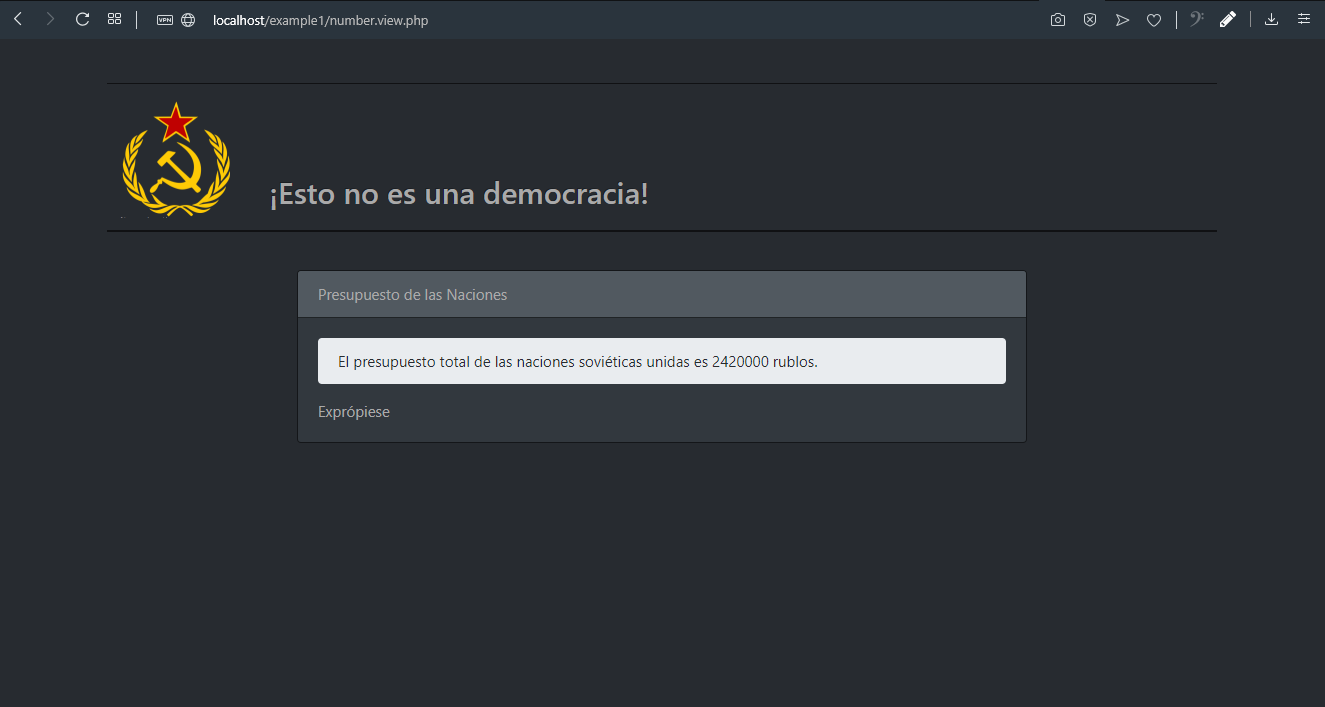 VPN
localhost/example1/number.view.php
¡Esto no es una democracia!
Presupuesto de las Naciones
El presupuesto total de las naciones soviéticas unidas es 2420000 rublos.
Exprópiese